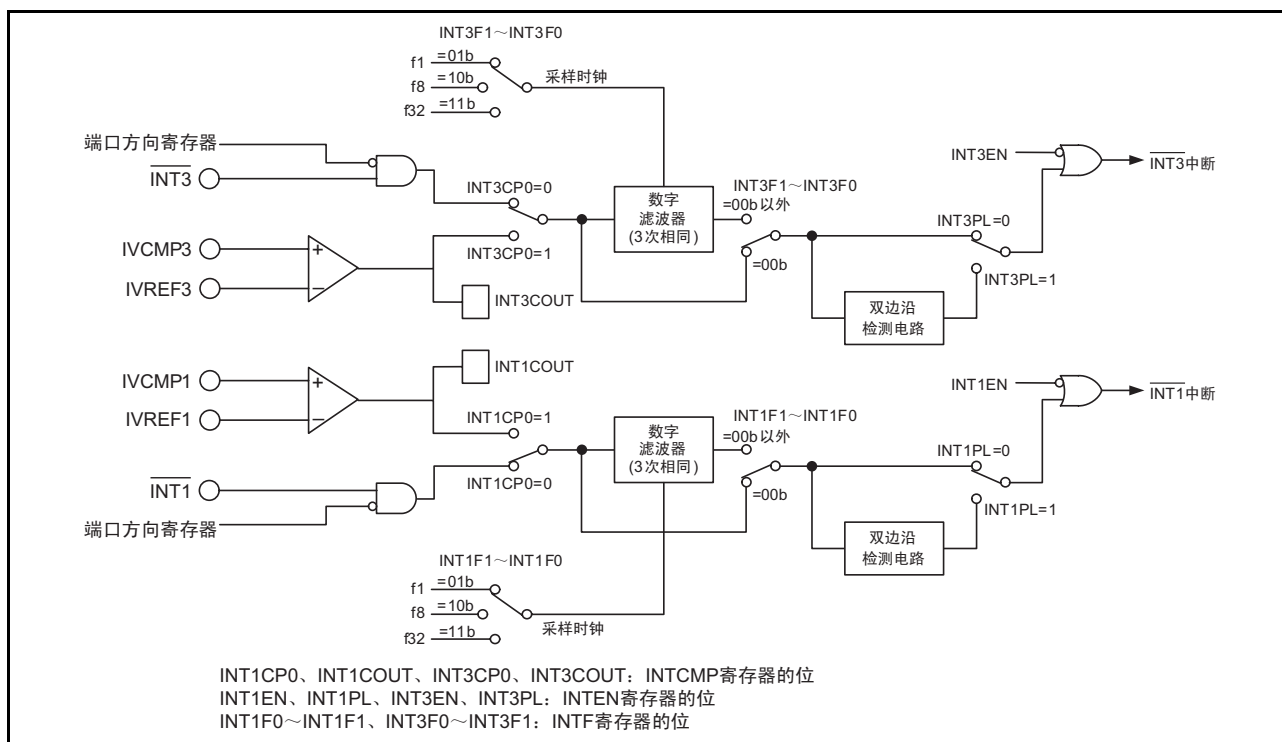 INT3F1～INT3F0
f1 =01b
f8 =10b
f32 =11b
采样时钟
端口方向寄存器
INT3
INT3CP0=0
INT3CP0=1
数字
滤波器
(3次相同)
INT3F1～INT3F0
=00b以外
=00b
INT3EN
INT3中断
INT3PL=0
INT3PL=1
双边沿
检测电路
IVCMP3
IVREF3
+
−
INT3COUT
INT1COUT
IVCMP1
IVREF1
+
−
INT1CP0=1
INT1CP0=0
数字
滤波器
(3次相同)
INT1F1～INT1F0
=00b以外
=00b
INT1EN
INT1中断
INT1PL=0
INT1PL=1
双边沿
检测电路
INT1
端口方向寄存器
INT1F1～INT1F0
f1 =01b
f8 =10b
f32 =11b
采样时钟
INT1CP0、INT1COUT、INT3CP0、INT3COUT：INTCMP寄存器的位
INT1EN、INT1PL、INT3EN、INT3PL：INTEN寄存器的位
INT1F0～INT1F1、INT3F0～INT3F1：INTF寄存器的位